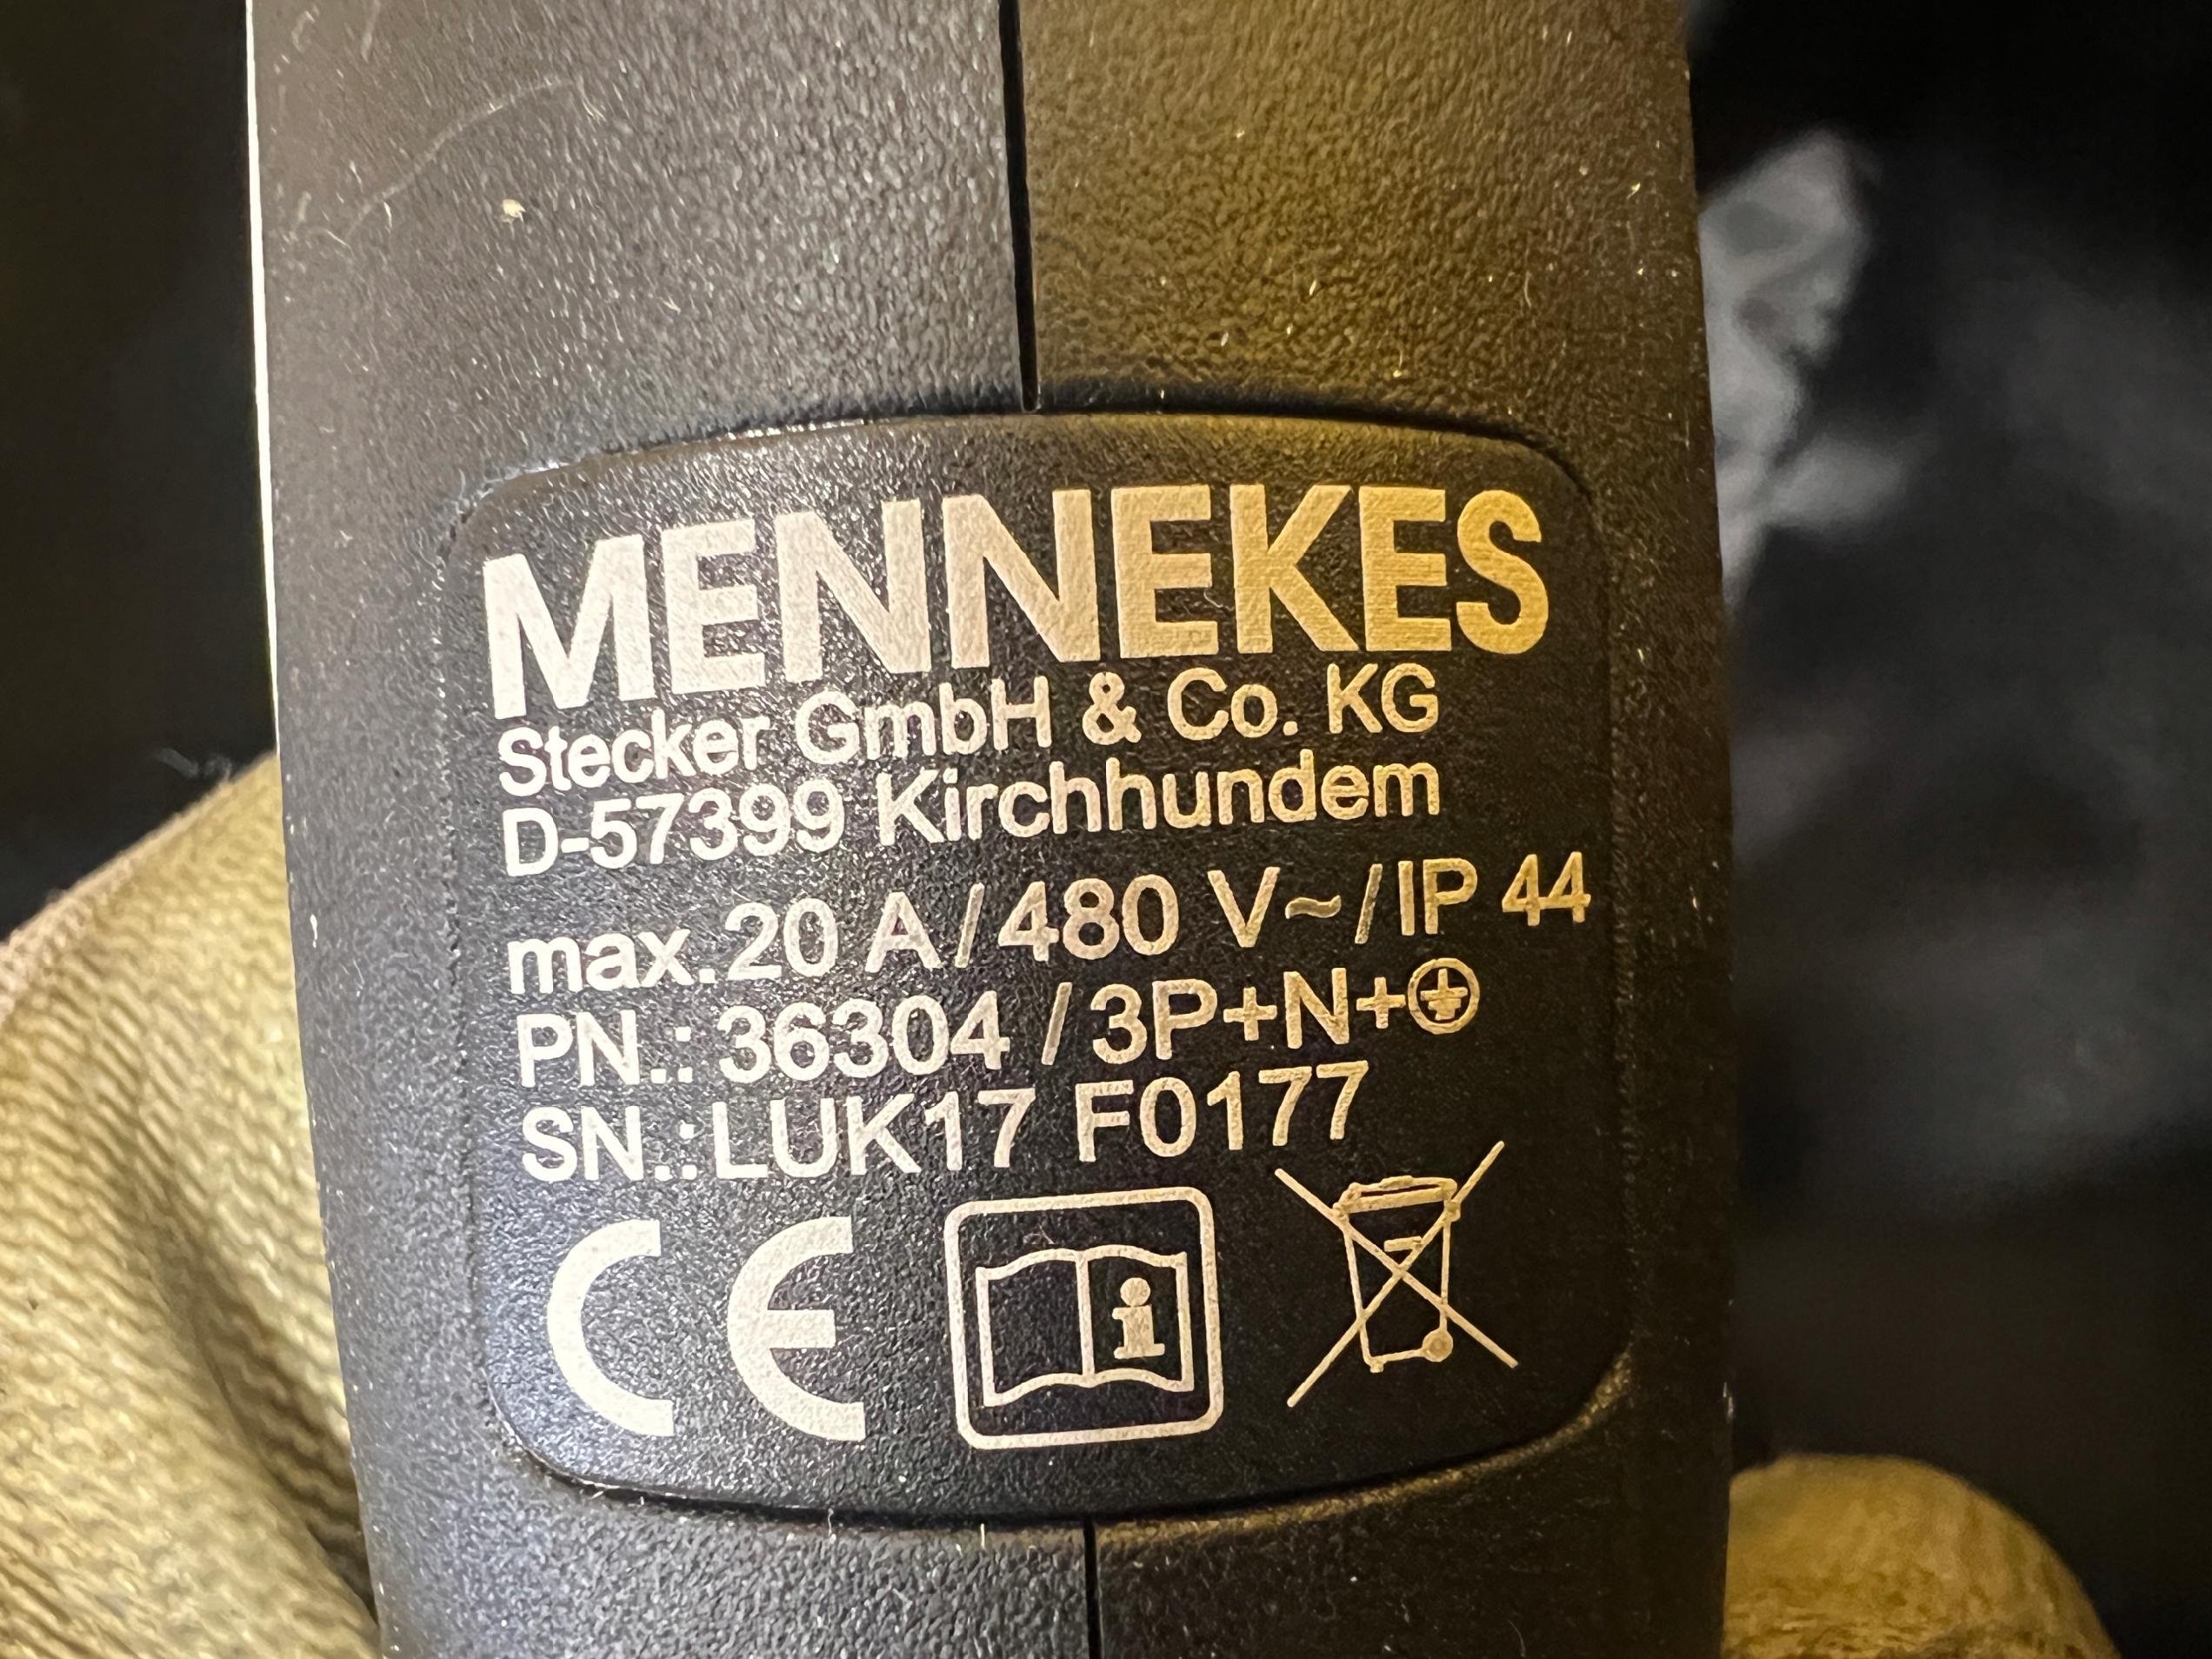 MENNEKES
Stecker GmbH & Co. KG
D-57399 Kirchhundem
max.20 A/480 V~/IP 44
PN.: 36304 / 3P+N+⏚
SN.:LUK17 F0177
CE
i